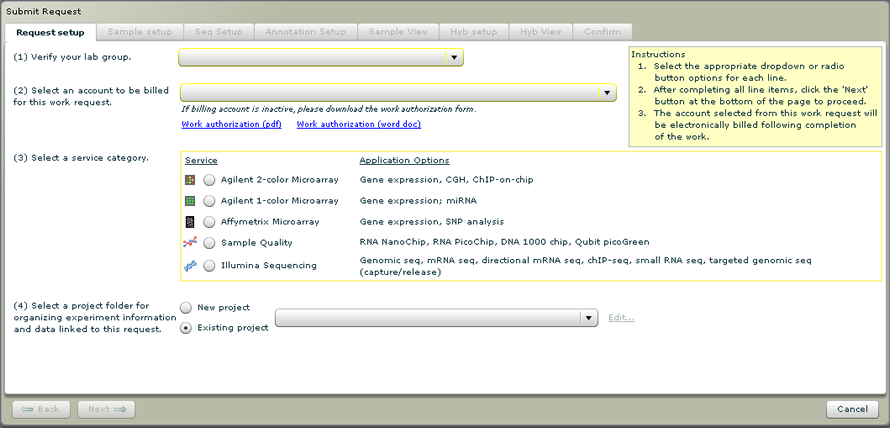 Submit Request
Request setup
Sample setup
Seq Setup
Annotation Setup
Sample View
Hyb setup
Hyb View
Confirm
(1) Verify your lab group.
(2) Select an account to be billed
for this work request.
If billing account is inactive, please download the work authorization form.
Work authorization (pdf)
Work authorization (word doc)
Instructions
1. Select the appropriate dropdown or radio
button options for each line.
2. After completing all line items, click the 'Next'
button at the bottom of the page to proceed.
3. The account selected from this work request will
be electronically billed following completion
of the work.
(3) Select a service category.
Service
Application Options
Agilent 2-color Microarray
Gene expression, CGH, ChIP-on-chip
Agilent 1-color Microarray
Gene expression; miRNA
Affymetrix Microarray
Gene expression, SNP analysis
Sample Quality
RNA NanoChip, RNA PicoChip, DNA 1000 chip, Qubit picoGreen
Illumina Sequencing
Genomic seq, mRNA seq, directional mRNA seq, chIP-seq, small RNA seq, targeted genomic seq
(capture/release)
(4) Select a project folder for
organizing experiment information
and data linked to this request.
New project
Existing project
Edit...
Back
Next
Cancel